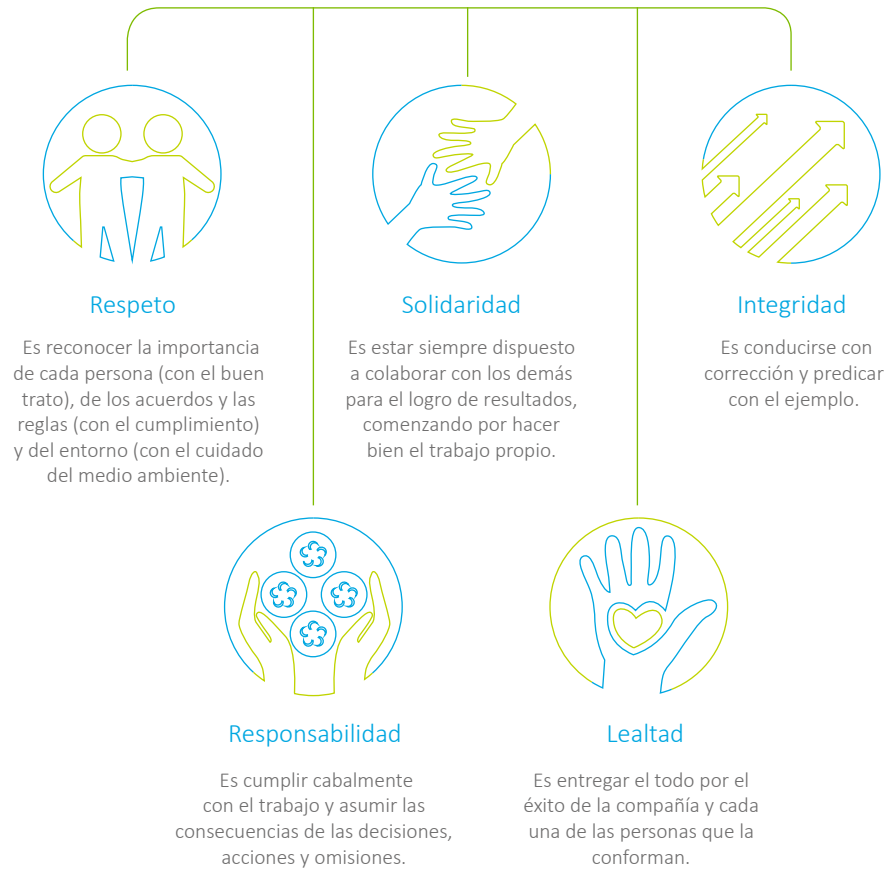 Respeto
Es reconocer la importancia
de cada persona (con el buen
trato), de los acuerdos y las
reglas (con el cumplimiento)
y del entorno (con el cuidado
del medio ambiente).
Solidaridad
Es estar siempre dispuesto
a colaborar con los demás
para el logro de resultados,
comenzando por hacer
bien el trabajo propio.
Integridad
Es conducirse con
corrección y predicar
con el ejemplo.
Responsabilidad
Es cumplir cabalmente
con el trabajo y asumir las
consecuencias de las decisiones,
acciones y omisiones.
Lealtad
Es entregar el todo por el
éxito de la compañía y cada
una de las personas que la
conforman.